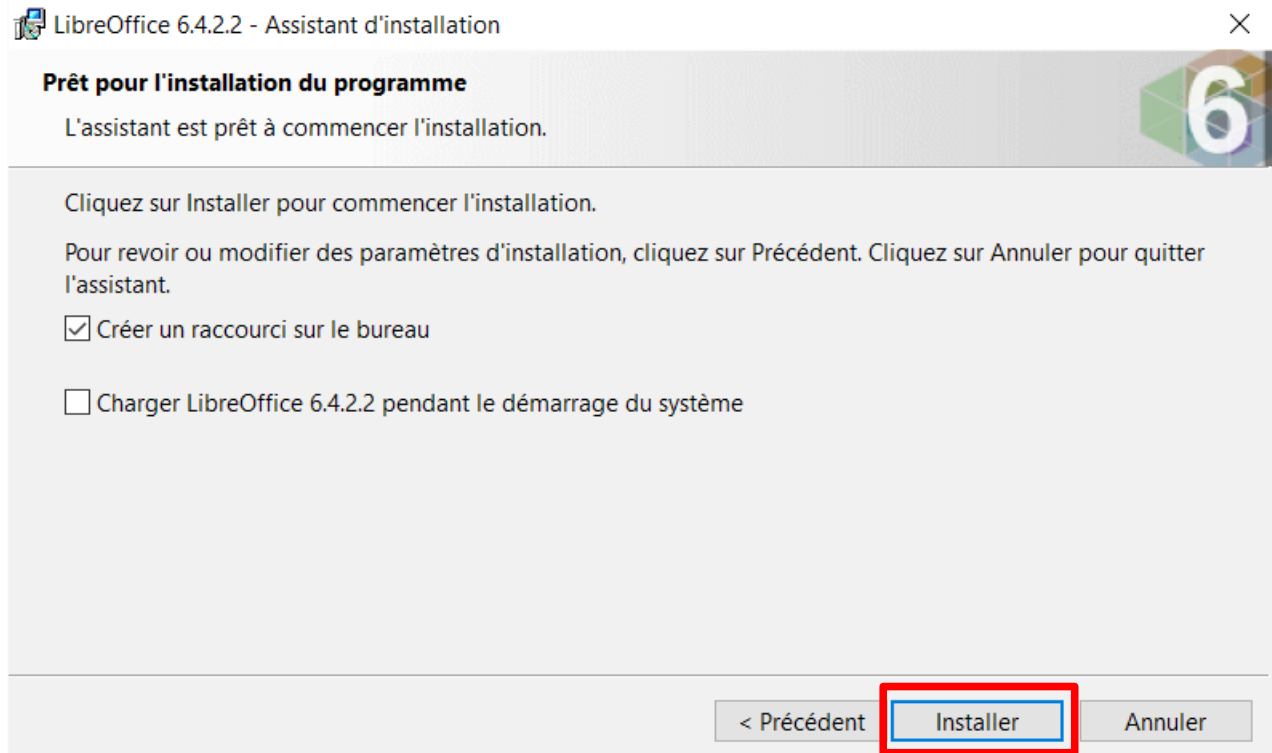 LibreOffice 6.4.2.2 - Assistant d'installation
Prêt pour l'installation du programme
L'assistant est prêt à commencer l'installation.
6
Cliquez sur Installer pour commencer l'installation.
Pour revoir ou modifier des paramètres d'installation, cliquez sur Précédent. Cliquez sur Annuler pour quitter
l'assistant.
Créer un raccourci sur le bureau
Charger LibreOffice 6.4.2.2 pendant le démarrage du système
< Précédent Installer Annuler